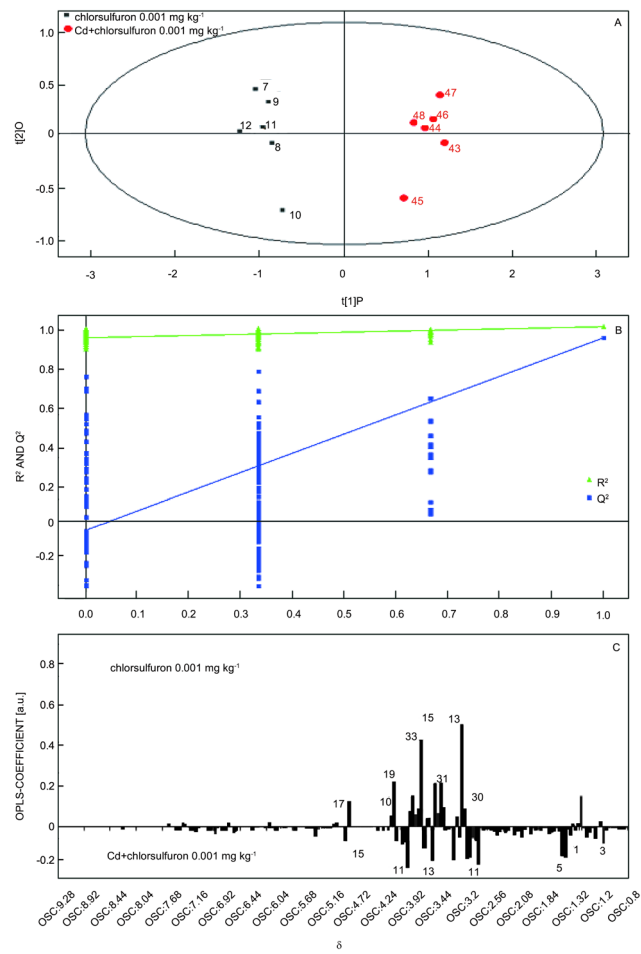 chlorsulfuron 0.001 mg kg⁻¹
A
Cd+chlorsulfuron 0.001 mg kg⁻¹
1.0
0.5
0
-0.5
-1.0
t[2]O
7
9
12
11
8
10
47
48
46
44
43
45
-3
-2
-1
0
1
2
3
t[1]P
B
1.0
0.8
0.6
0.4
0.2
0
-0.2
R² AND Q²
R²
Q²
0.0
0.1
0.2
0.3
0.4
0.5
0.6
0.7
0.8
0.9
1.0
C
chlorsulfuron 0.001 mg kg⁻¹
0.8
0.6
0.4
0.2
0
-0.2
OPLS-COEFFICIENT [a.u.]
17
19
10
33
15
31
13
30
15
11
13
11
5
1
3
Cd+chlorsulfuron 0.001 mg kg⁻¹
OSC:9.28
OSC:8.92
OSC:8.44
OSC:8.04
OSC:7.68
OSC:7.16
OSC:6.92
OSC:6.44
OSC:6.04
OSC:5.68
OSC:5.16
OSC:4.72
OSC:4.24
OSC:3.92
OSC:3.44
OSC:3.2
OSC:2.56
OSC:2.08
OSC:1.84
OSC:1.32
OSC:1.2
OSC:0.8
δ